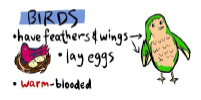 BIRDS
•have feathers & wings→
•lay eggs
•warm-blooded